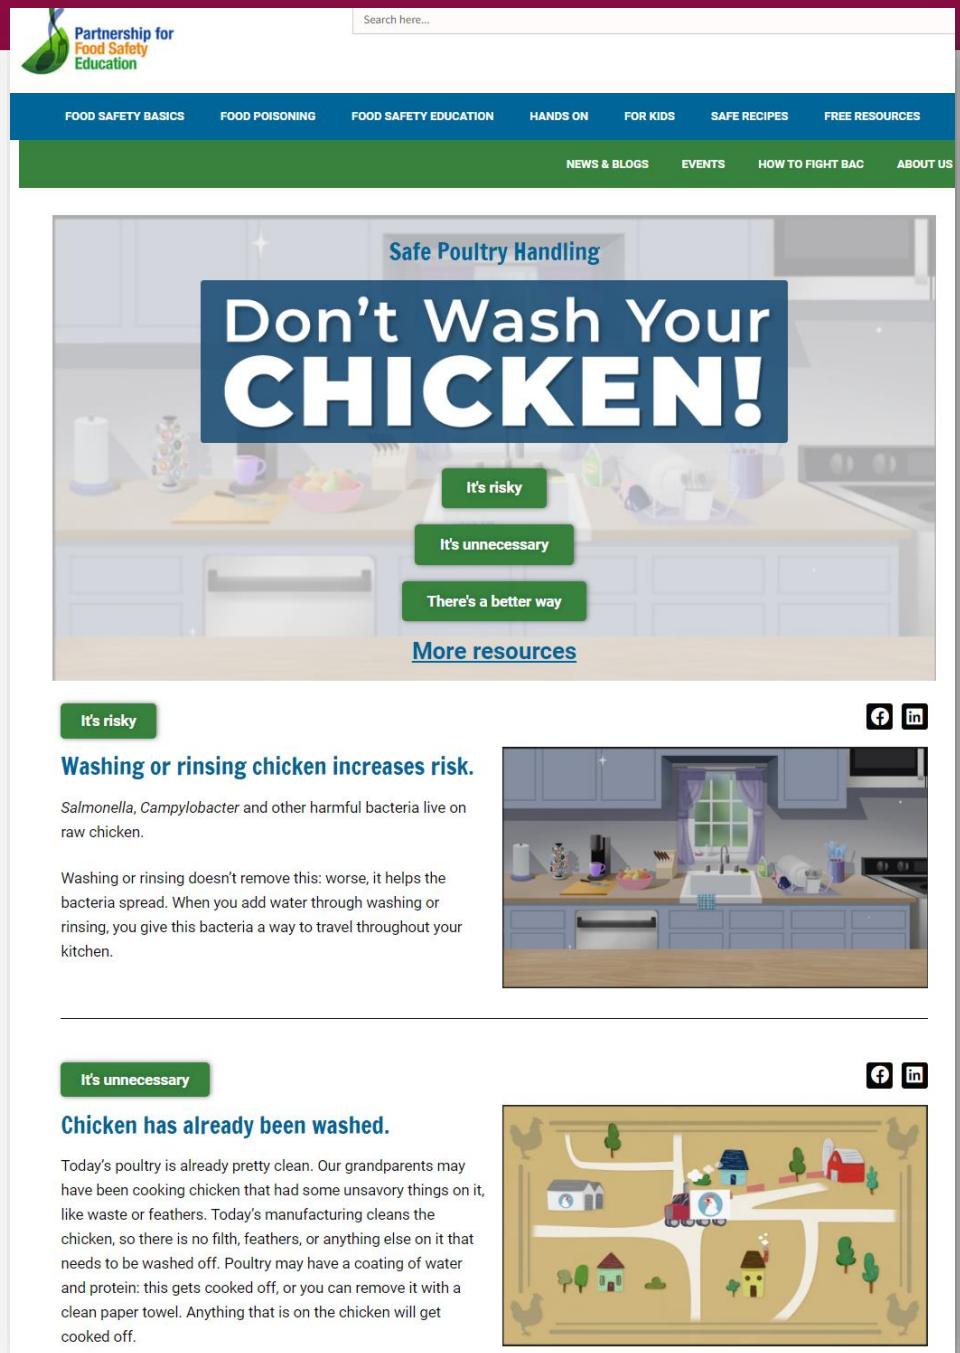 Partnership for
Food Safety
Education
Search here...
FOOD SAFETY BASICS FOOD POISONING FOOD SAFETY EDUCATION HANDS ON FOR KIDS SAFE RECIPES FREE RESOURCES
NEWS & BLOGS EVENTS HOW TO FIGHT BAC ABOUT US
Safe Poultry Handling
Don't Wash Your
CHICKEN!
It's risky
It's unnecessary
There's a better way
More resources
It's risky
in
Washing or rinsing chicken increases risk.
Salmonella, Campylobacter and other harmful bacteria live on
raw chicken.
Washing or rinsing doesn't remove this: worse, it helps the
bacteria spread. When you add water through washing or
rinsing, you give this bacteria a way to travel throughout your
kitchen.
It's unnecessary
in
Chicken has already been washed.
Today's poultry is already pretty clean. Our grandparents may
have been cooking chicken that had some unsavory things on it,
like waste or feathers. Today's manufacturing cleans the
chicken, so there is no filth, feathers, or anything else on it that
needs to be washed off. Poultry may have a coating of water
and protein: this gets cooked off, or you can remove it with a
clean paper towel. Anything that is on the chicken will get
cooked off.